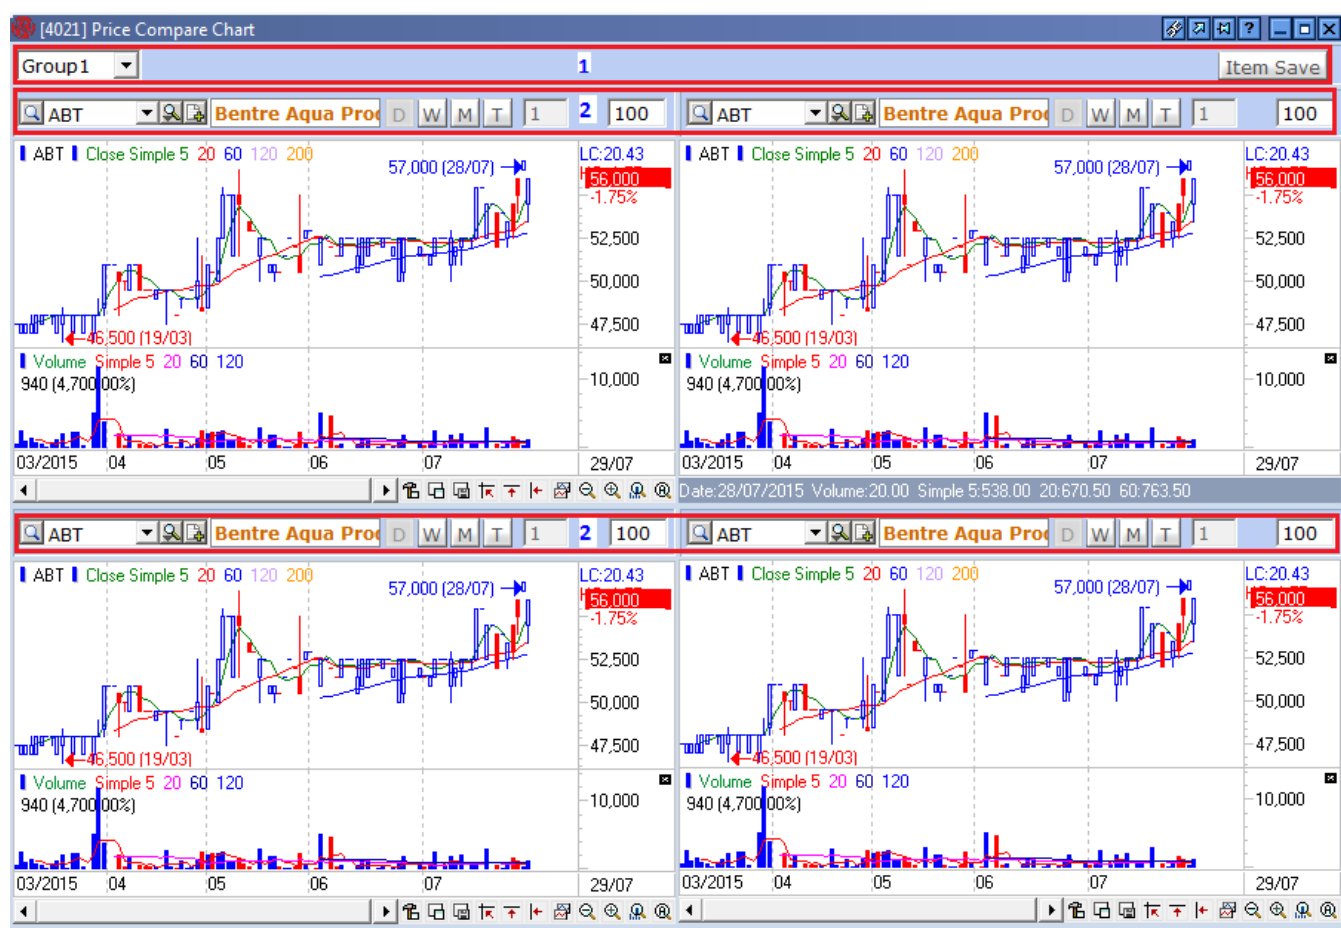 [4021] Price Compare Chart
Group1 1 Item Save
ABT Bentre Aqua Prod D W M T 1 2 100
ABT Bentre Aqua Prod D W M T 1 100
ABT Close Simple 5 20 60 120 200
57,000 (28/07)
LC:20.43
56,000
-1.75%
52,500
50,000
47,500
46,500 (19/03)
Volume Simple 5 20 60 120
940 (4,700.00%)
10,000
03/2015 04 05 06 07 29/07
ABT Close Simple 5 20 60 120 200
57,000 (28/07)
LC:20.43
56,000
-1.75%
52,500
50,000
47,500
46,500 (19/03)
Volume Simple 5 20 60 120
940 (4,700.00%)
10,000
03/2015 04 05 06 07 29/07
Date:28/07/2015 Volume:20.00 Simple 5:538.00 20:670.50 60:763.50
ABT Bentre Aqua Prod D W M T 1 2 100
ABT Bentre Aqua Prod D W M T 1 100
ABT Close Simple 5 20 60 120 200
57,000 (28/07)
LC:20.43
56,000
-1.75%
52,500
50,000
47,500
46,500 (19/03)
Volume Simple 5 20 60 120
940 (4,700.00%)
10,000
03/2015 04 05 06 07 29/07
ABT Close Simple 5 20 60 120 200
57,000 (28/07)
LC:20.43
56,000
-1.75%
52,500
50,000
47,500
46,500 (19/03)
Volume Simple 5 20 60 120
940 (4,700.00%)
10,000
03/2015 04 05 06 07 29/07